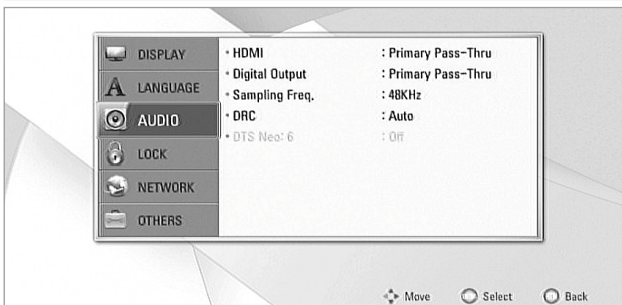 DISPLAY
LANGUAGE
AUDIO
LOCK
NETWORK
OTHERS
• HDMI : Primary Pass-Thru
• Digital Output : Primary Pass-Thru
• Sampling Freq. : 48KHz
• DRC : Auto
• DTS Neo: 6 : Off
Move Select Back